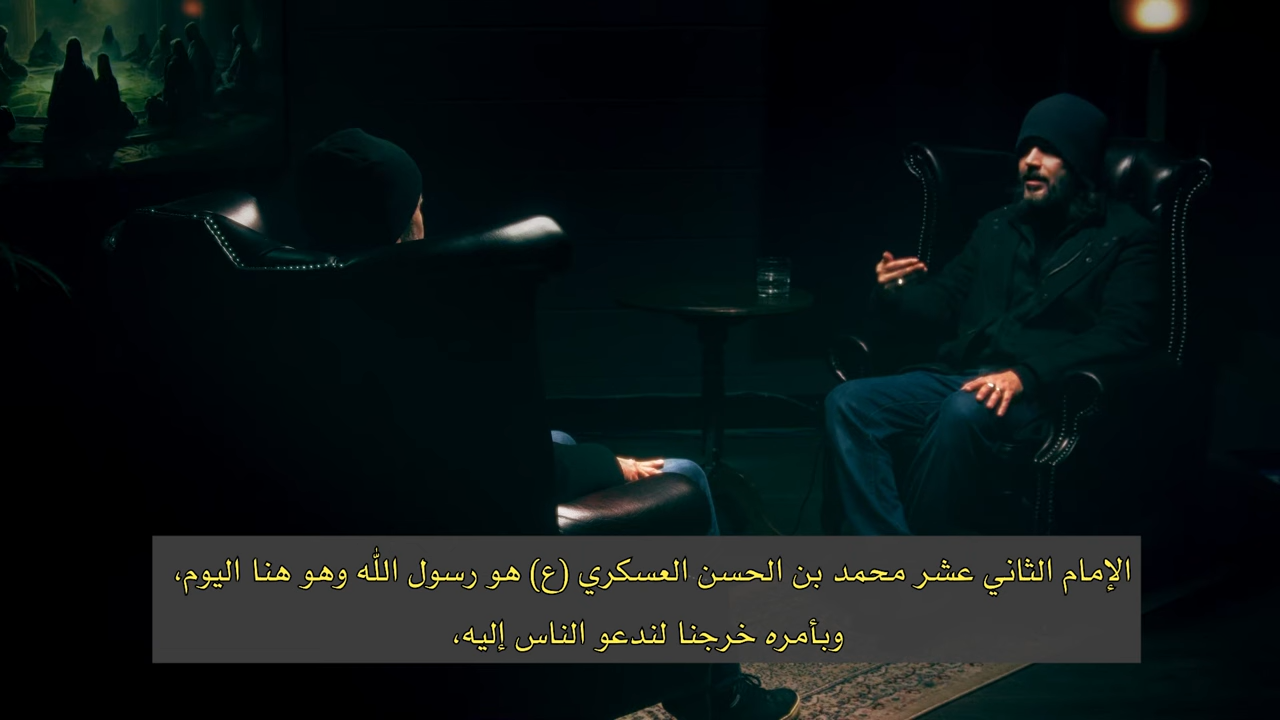 الإمام الثاني عشر محمد بن الحسن العسكري (ع) هو رسول الله وهو هنا اليوم،
وبأمره خرجنا لندعو الناس إليه،